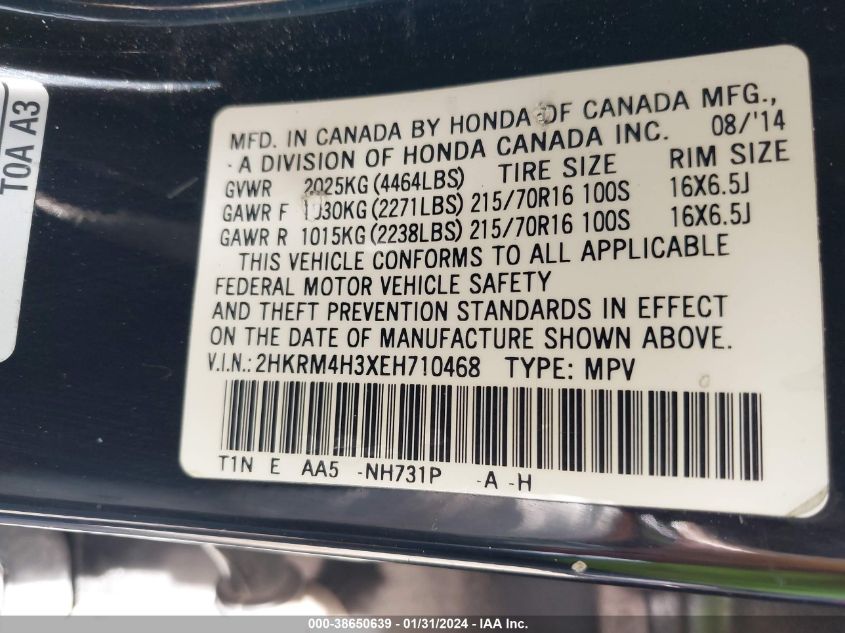 T0A A3
MFD. IN CANADA BY HONDA OF CANADA MFG.,
-A DIVISION OF HONDA CANADA INC. 08/'14
GVWR 2025KG (4464LBS) TIRE SIZE RIM SIZE
GAWR F 1030KG (2271LBS) 215/70R16 100S 16X6.5J
GAWR R 1015KG (2238LBS) 215/70R16 100S 16X6.5J
THIS VEHICLE CONFORMS TO ALL APPLICABLE
FEDERAL MOTOR VEHICLE SAFETY
AND THEFT PREVENTION STANDARDS IN EFFECT
ON THE DATE OF MANUFACTURE SHOWN ABOVE.
V.I.N.: 2HKRM4H3XEH710468 TYPE: MPV
T1N E AA5 -NH731P -A -H
000-38650639 - 01/31/2024 - IAA Inc.